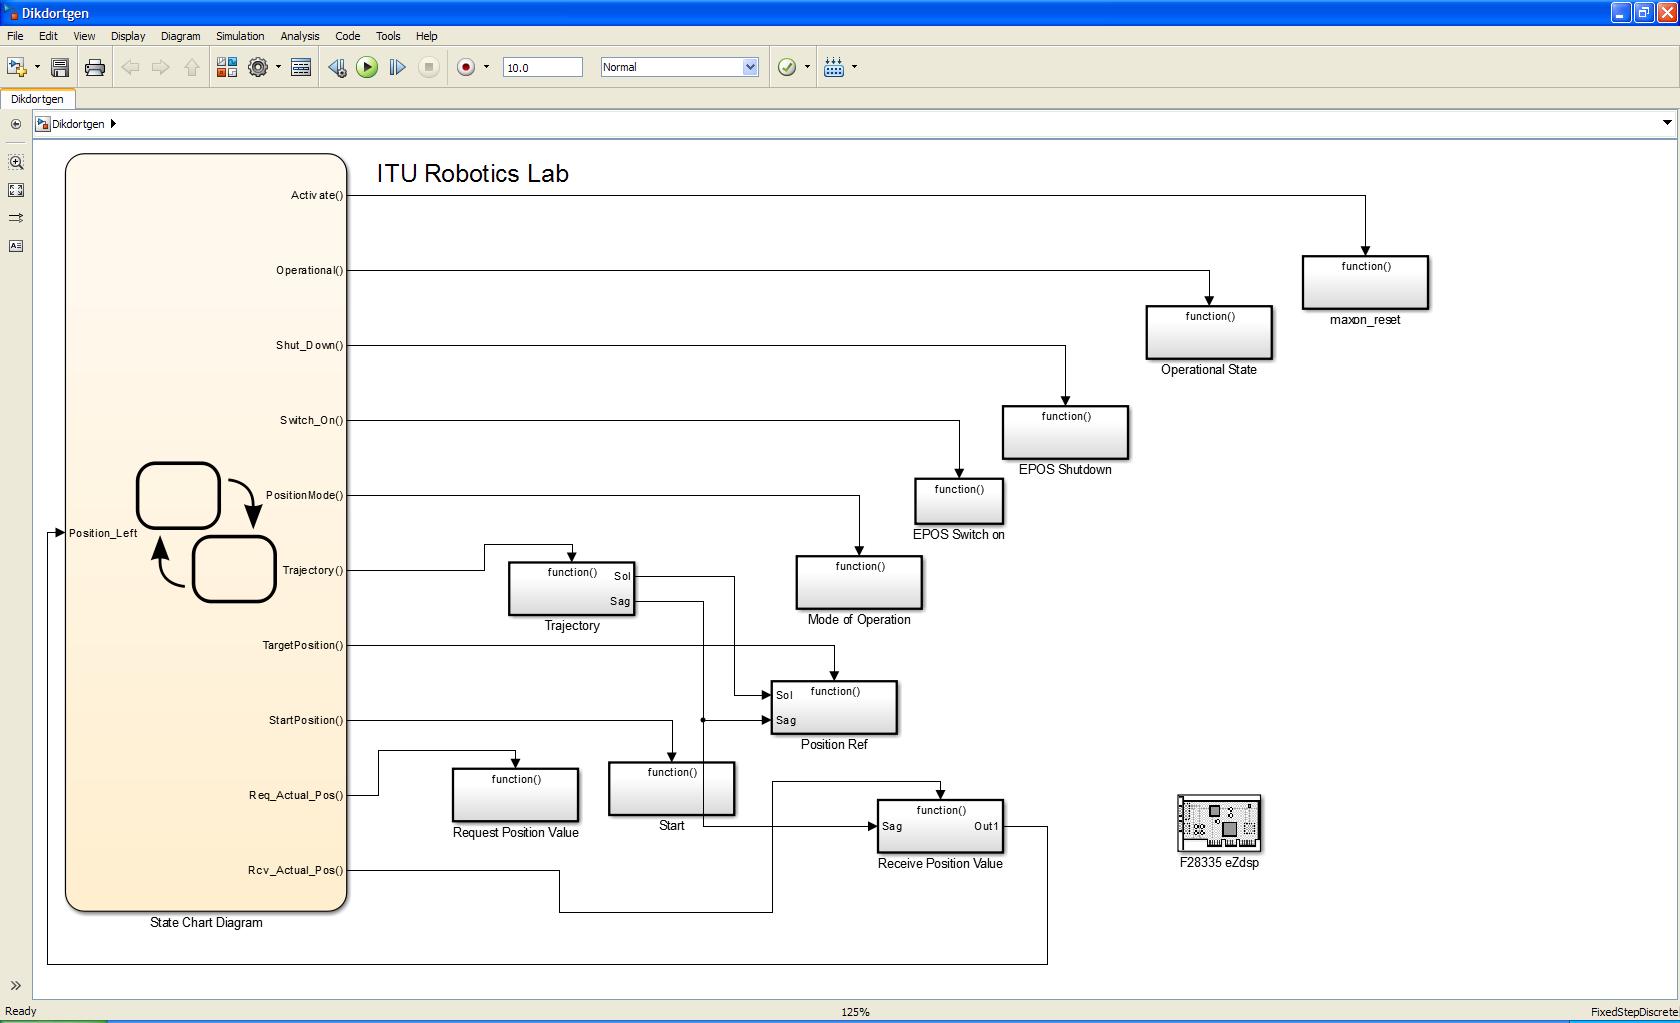 Dikdortgen
File Edit View Display Diagram Simulation Analysis Code Tools Help
10.0 Normal
Dikdortgen
Dikdortgen
ITU Robotics Lab
Activate()
Operational()
Shut_Down()
Switch_On()
PositionMode()
Position_Left
Trajectory()
TargetPosition()
StartPosition()
Req_Actual_Pos()
Rcv_Actual_Pos()
State Chart Diagram
function()
maxon_reset
function()
Operational State
function()
EPOS Shutdown
function()
EPOS Switch on
function()
Mode of Operation
function() Sol
Sag
Trajectory
Sol function()
Sag
Position Ref
function()
Request Position Value
function()
Start
function()
Sag Out1
Receive Position Value
F28335 eZdsp
Ready 125% FixedStepDiscrete